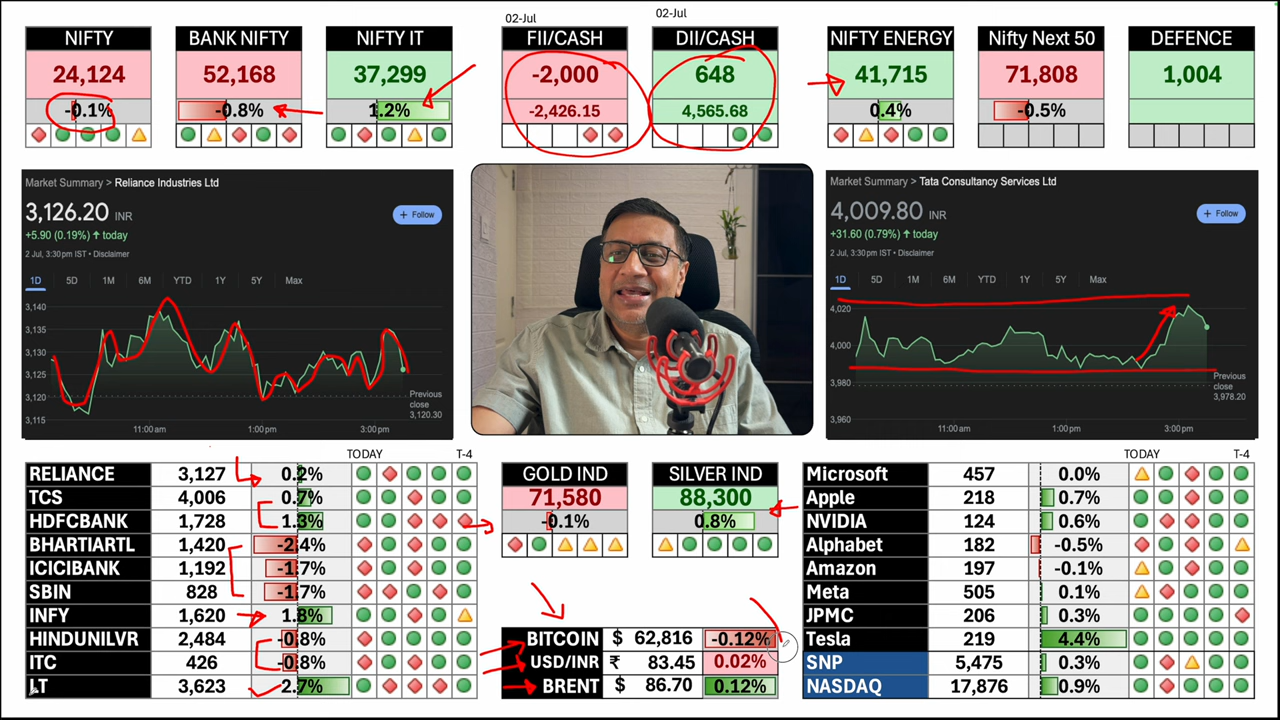 02-Jul
02-Jul
NIFTY
BANK NIFTY
NIFTY IT
FII/CASH
DII/CASH
NIFTY ENERGY
Nifty Next 50
DEFENCE
24,124
52,168
37,299
-2,000
648
41,715
71,808
1,004
-0.1%
-0.8%
1.2%
-2,426.15
4,565.68
0.4%
-0.5%
Market Summary > Reliance Industries Ltd
3,126.20 INR
+ Follow
+5.90 (0.19%) ↑ today
2 Jul, 3:30 pm IST • Disclaimer
1D 5D 1M 6M YTD 1Y 5Y Max
3,140
3,135
3,130
3,125
3,120
3,115
Previous
close
3,120.30
11:00 am 1:00 pm 3:00 pm
Market Summary > Tata Consultancy Services Ltd
4,009.80 INR
+ Follow
+31.60 (0.79%) ↑ today
2 Jul, 3:30 pm IST • Disclaimer
1D 5D 1M 6M YTD 1Y 5Y Max
4,020
4,000
3,980
3,960
Previous
close
3,978.20
11:00 am 1:00 pm 3:00 pm
TODAY T-4
RELIANCE 3,127 0.2%
TCS 4,006 0.7%
HDFCBANK 1,728 1.3%
BHARTIARTL 1,420 -2.4%
ICICIBANK 1,192 -1.7%
SBIN 828 -1.7%
INFY 1,620 1.8%
HINDUNILVR 2,484 -0.8%
ITC 426 -0.8%
LT 3,623 2.7%
GOLD IND
71,580
-0.1%
SILVER IND
88,300
0.8%
BITCOIN $ 62,816 -0.12%
USD/INR ₹ 83.45 0.02%
BRENT $ 86.70 0.12%
TODAY T-4
Microsoft 457 0.0%
Apple 218 0.7%
NVIDIA 124 0.6%
Alphabet 182 -0.5%
Amazon 197 -0.1%
Meta 505 0.1%
JPMC 206 0.3%
Tesla 219 4.4%
SNP 5,475 0.3%
NASDAQ 17,876 0.9%